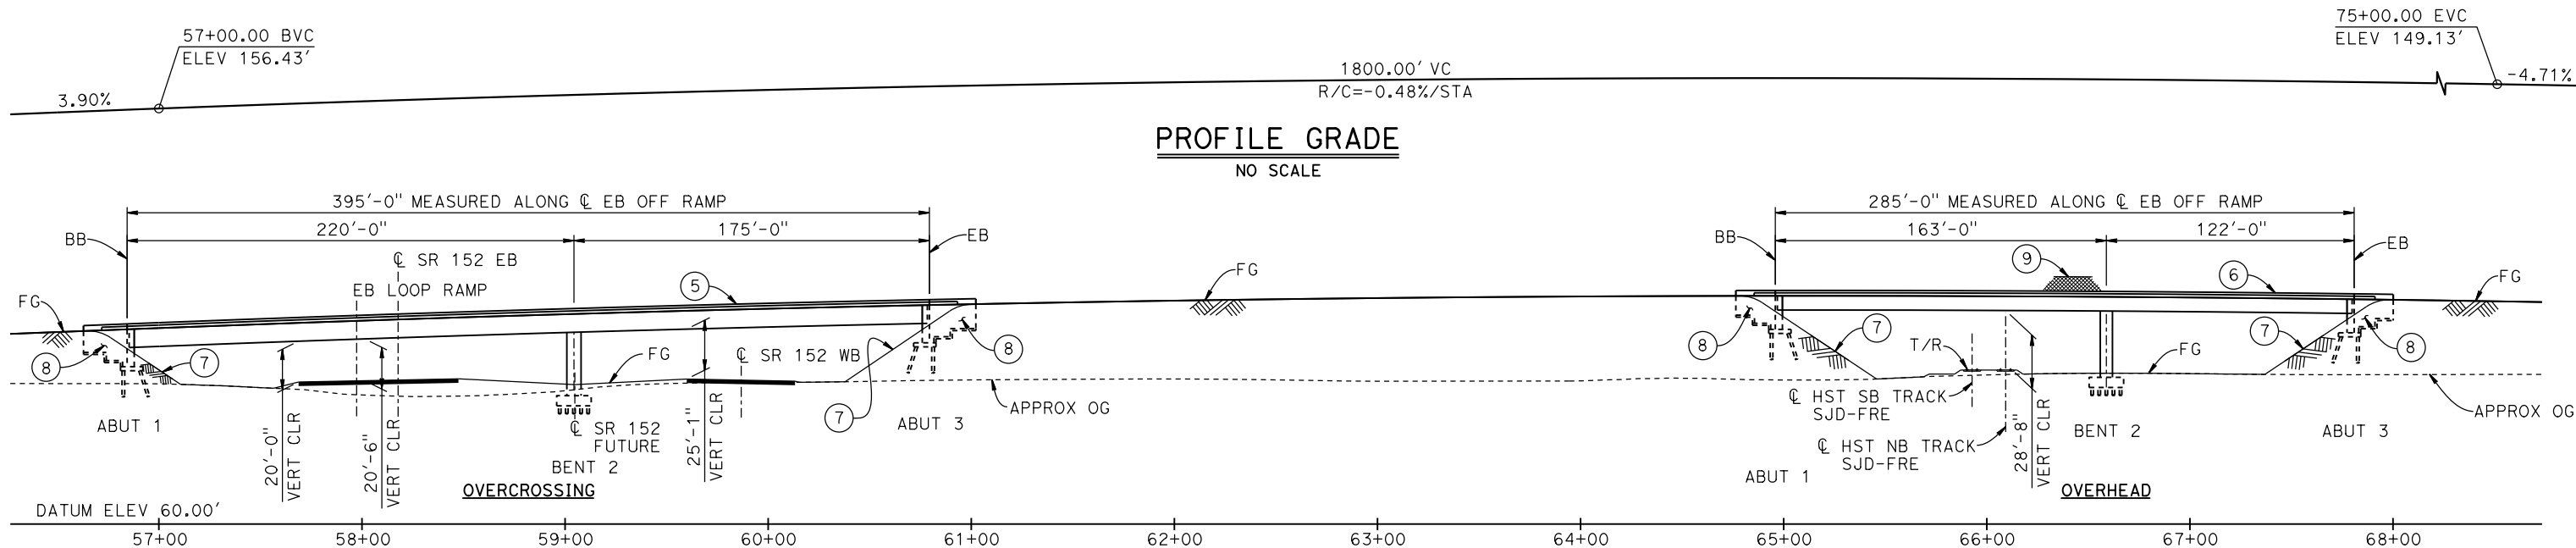 57+00.00 BVC
ELEV 156.43'
75+00.00 EVC
ELEV 149.13'
3.90%
1800.00' VC
R/C=-0.48%/STA
-4.71%
PROFILE GRADE
NO SCALE
395'-0" MEASURED ALONG ℄ EB OFF RAMP
220'-0"
175'-0"
BB
EB
℄ SR 152 EB
EB LOOP RAMP
5
FG
FG
FG
8
7
℄ SR 152 WB
8
7
ABUT 1
20'-0"
VERT CLR
20'-6"
VERT CLR
℄ SR 152
FUTURE
BENT 2
25'-1"
VERT CLR
ABUT 3
APPROX OG
OVERCROSSING
285'-0" MEASURED ALONG ℄ EB OFF RAMP
163'-0"
122'-0"
BB
EB
9
6
FG
8
7
T/R
FG
7
8
℄ HST SB TRACK
SJD-FRE
℄ HST NB TRACK
SJD-FRE
28'-8"
VERT CLR
BENT 2
ABUT 3
APPROX OG
ABUT 1
OVERHEAD
DATUM ELEV 60.00'
57+00
58+00
59+00
60+00
61+00
62+00
63+00
64+00
65+00
66+00
67+00
68+00